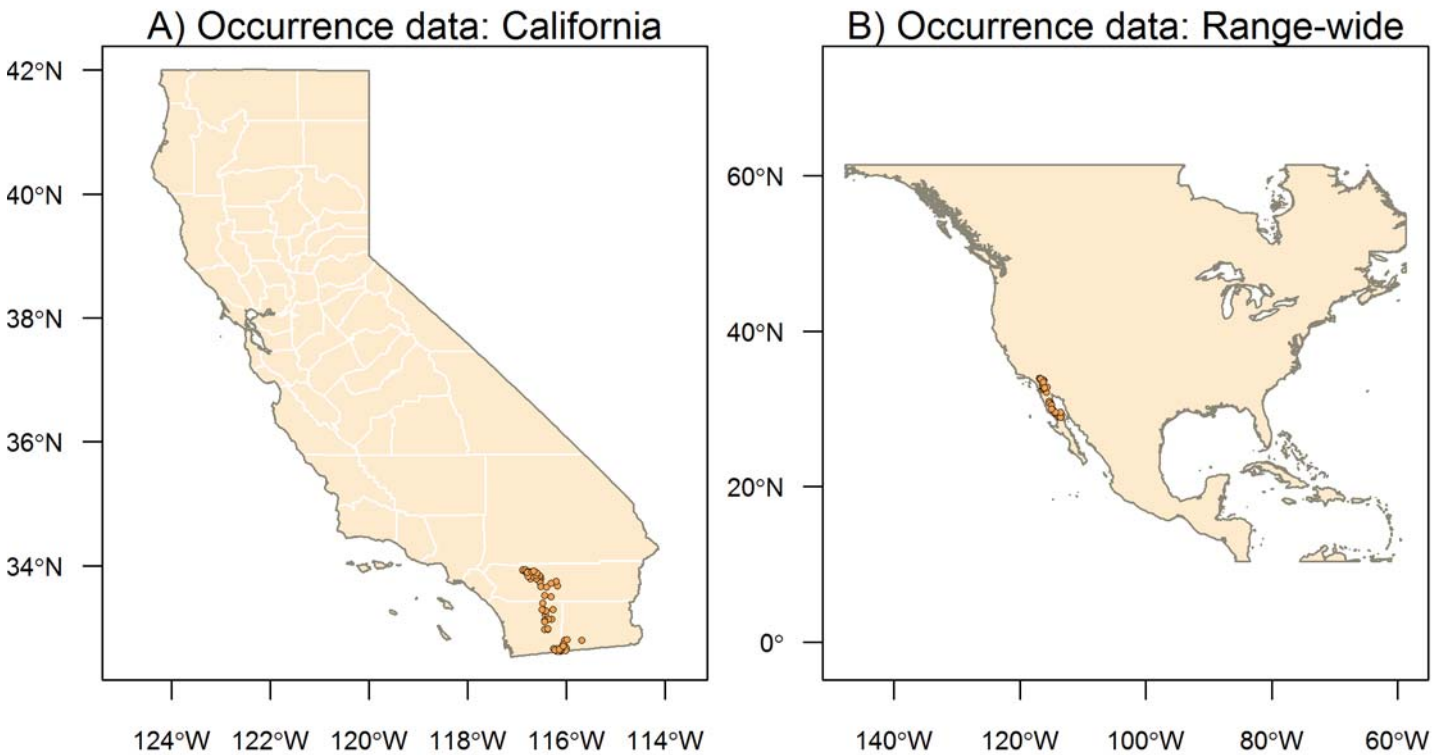 A) Occurrence data: California
42°N
40°N
38°N
36°N
34°N
124°W 122°W 120°W 118°W 116°W 114°W
B) Occurrence data: Range-wide
60°N
40°N
20°N
0°
140°W 120°W 100°W 80°W 60°W